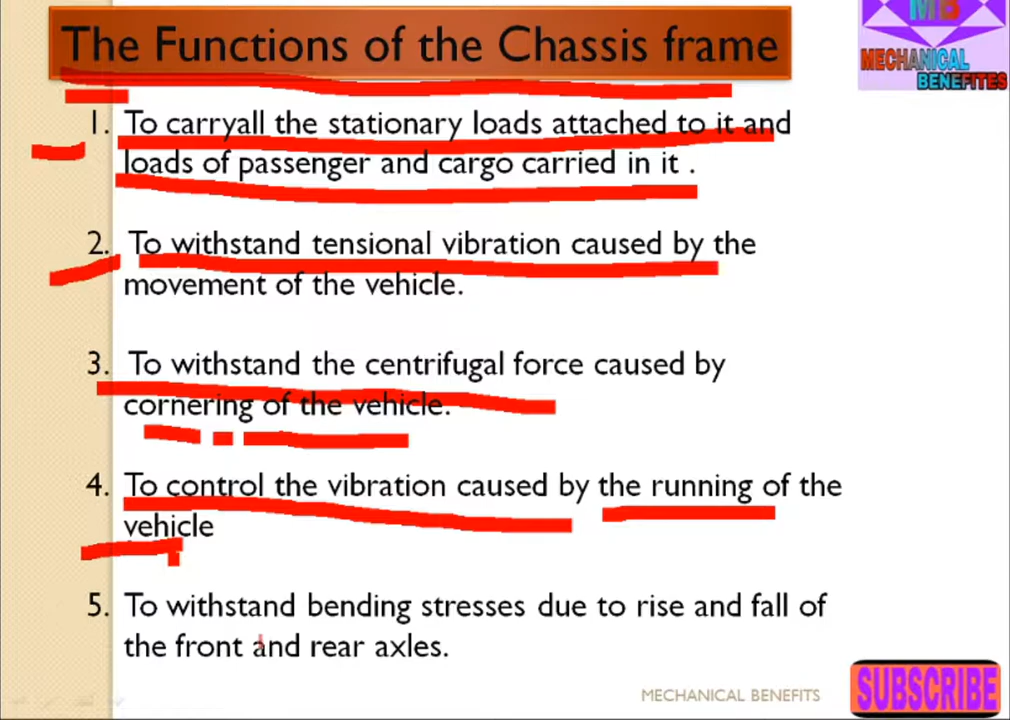 The Functions of the Chassis frame
MB
MECHANICAL
BENEFITES
1. To carryall the stationary loads attached to it and
loads of passenger and cargo carried in it .
2. To withstand tensional vibration caused by the
movement of the vehicle.
3. To withstand the centrifugal force caused by
cornering of the vehicle.
4. To control the vibration caused by the running of the
vehicle
5. To withstand bending stresses due to rise and fall of
the front and rear axles.
MECHANICAL BENEFITS
SUBSCRIBE